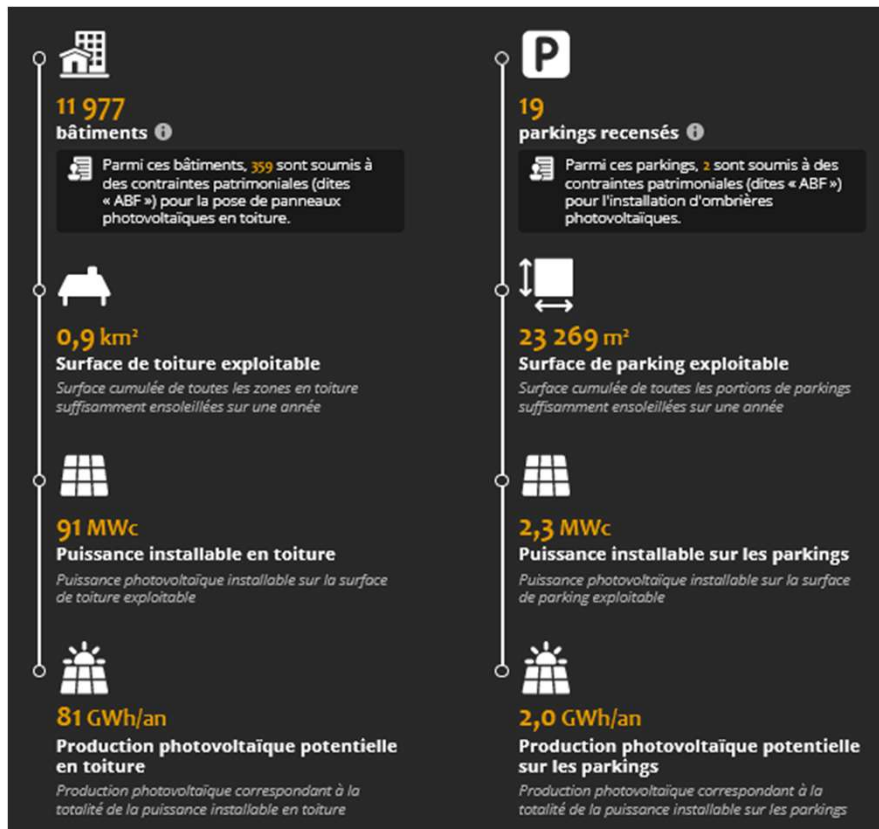 11 977
bâtiments
Parmi ces bâtiments, 359 sont soumis à
des contraintes patrimoniales (dites
« ABF ») pour la pose de panneaux
photovoltaïques en toiture.
0,9 km²
Surface de toiture exploitable
Surface cumulée de toutes les zones en toiture
suffisamment ensoleillées sur une année
91 MWc
Puissance installable en toiture
Puissance photovoltaïque installable sur la surface
de toiture exploitable
81 GWh/an
Production photovoltaïque potentielle
en toiture
Production photovoltaïque correspondant à la
totalité de la puissance installable en toiture
P
19
parkings recensés
Parmi ces parkings, 2 sont soumis à des
contraintes patrimoniales (dites « ABF »)
pour l'installation d'ombrières
photovoltaïques.
23 269 m²
Surface de parking exploitable
Surface cumulée de toutes les portions de parkings
suffisamment ensoleillées sur une année
2,3 MWc
Puissance installable sur les parkings
Puissance photovoltaïque installable sur la surface
de parking exploitable
2,0 GWh/an
Production photovoltaïque potentielle
sur les parkings
Production photovoltaïque correspondant à la
totalité de la puissance installable sur les parkings